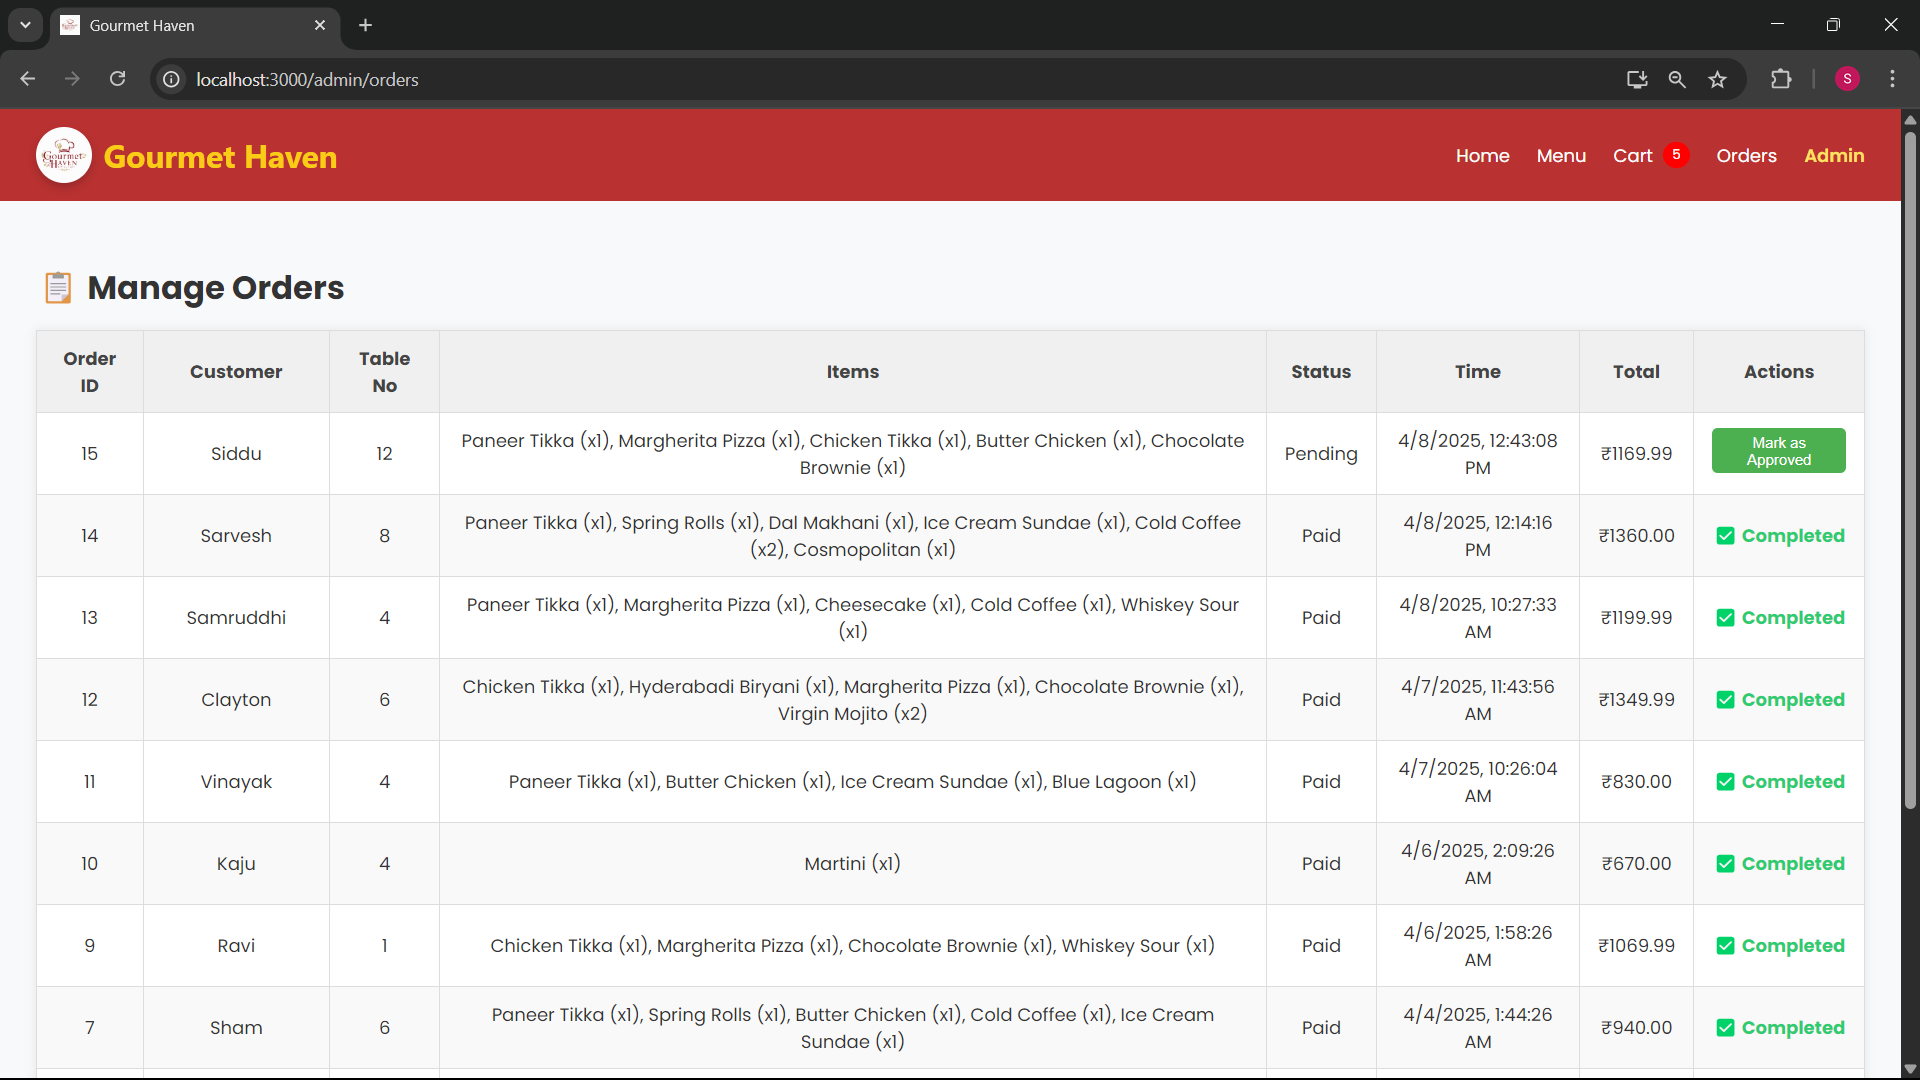 Gourmet Haven
localhost:3000/admin/orders
S
Gourmet
HAVEN
Gourmet Haven
Home Menu Cart 5 Orders Admin
Manage Orders
Order ID Customer Table No Items Status Time Total Actions
15 Siddu 12 Paneer Tikka (x1), Margherita Pizza (x1), Chicken Tikka (x1), Butter Chicken (x1), Chocolate
Brownie (x1) Pending 4/8/2025, 12:43:08 PM ₹1169.99 Mark as Approved
14 Sarvesh 8 Paneer Tikka (x1), Spring Rolls (x1), Dal Makhani (x1), Ice Cream Sundae (x1), Cold Coffee
(x2), Cosmopolitan (x1) Paid 4/8/2025, 12:14:16 PM ₹1360.00 Completed
13 Samruddhi 4 Paneer Tikka (x1), Margherita Pizza (x1), Cheesecake (x1), Cold Coffee (x1), Whiskey Sour
(x1) Paid 4/8/2025, 10:27:33 AM ₹1199.99 Completed
12 Clayton 6 Chicken Tikka (x1), Hyderabadi Biryani (x1), Margherita Pizza (x1), Chocolate Brownie (x1),
Virgin Mojito (x2) Paid 4/7/2025, 11:43:56 AM ₹1349.99 Completed
11 Vinayak 4 Paneer Tikka (x1), Butter Chicken (x1), Ice Cream Sundae (x1), Blue Lagoon (x1) Paid 4/7/2025, 10:26:04 AM ₹830.00 Completed
10 Kaju 4 Martini (x1) Paid 4/6/2025, 2:09:26 AM ₹670.00 Completed
9 Ravi 1 Chicken Tikka (x1), Margherita Pizza (x1), Chocolate Brownie (x1), Whiskey Sour (x1) Paid 4/6/2025, 1:58:26 AM ₹1069.99 Completed
7 Sham 6 Paneer Tikka (x1), Spring Rolls (x1), Butter Chicken (x1), Cold Coffee (x1), Ice Cream
Sundae (x1) Paid 4/4/2025, 1:44:26 AM ₹940.00 Completed